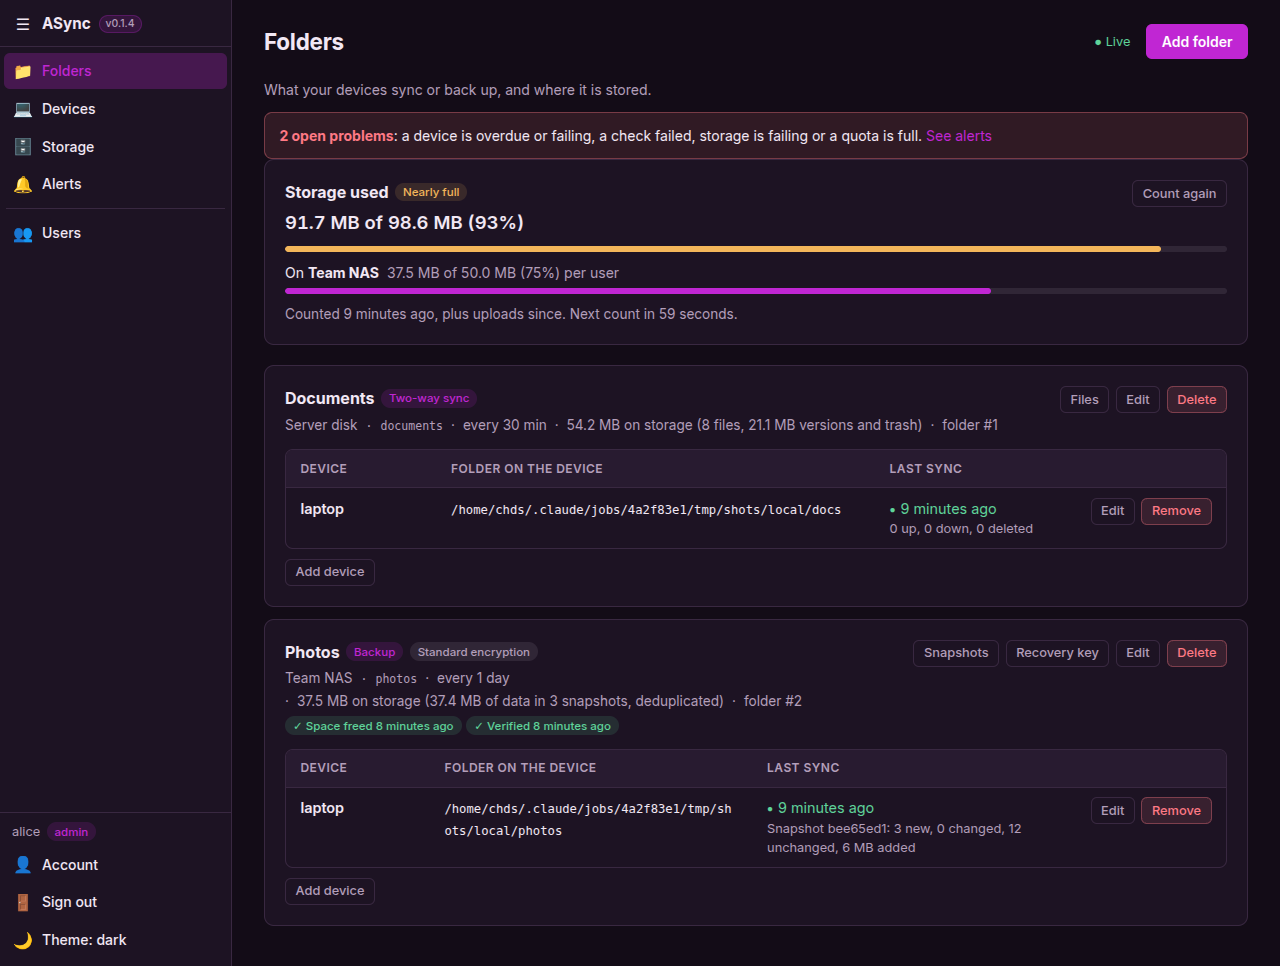 ☰ ASync v0.1.4
Folders
Devices
Storage
Alerts
Users
alice admin
Account
Sign out
Theme: dark
Folders
● Live
Add folder
What your devices sync or back up, and where it is stored.
2 open problems: a device is overdue or failing, a check failed, storage is failing or a quota is full. See alerts
Storage used Nearly full
Count again
91.7 MB of 98.6 MB (93%)
On Team NAS 37.5 MB of 50.0 MB (75%) per user
Counted 9 minutes ago, plus uploads since. Next count in 59 seconds.
Documents Two-way sync
Files Edit Delete
Server disk · documents · every 30 min · 54.2 MB on storage (8 files, 21.1 MB versions and trash) · folder #1
DEVICE FOLDER ON THE DEVICE LAST SYNC
laptop /home/chds/.claude/jobs/4a2f83e1/tmp/shots/local/docs ● 9 minutes ago Edit Remove
0 up, 0 down, 0 deleted
Add device
Photos Backup Standard encryption
Snapshots Recovery key Edit Delete
Team NAS · photos · every 1 day
· 37.5 MB on storage (37.4 MB of data in 3 snapshots, deduplicated) · folder #2
✓ Space freed 8 minutes ago ✓ Verified 8 minutes ago
DEVICE FOLDER ON THE DEVICE LAST SYNC
laptop /home/chds/.claude/jobs/4a2f83e1/tmp/sh ● 9 minutes ago Edit Remove
ots/local/photos
Snapshot bee65ed1: 3 new, 0 changed, 12
unchanged, 6 MB added
Add device